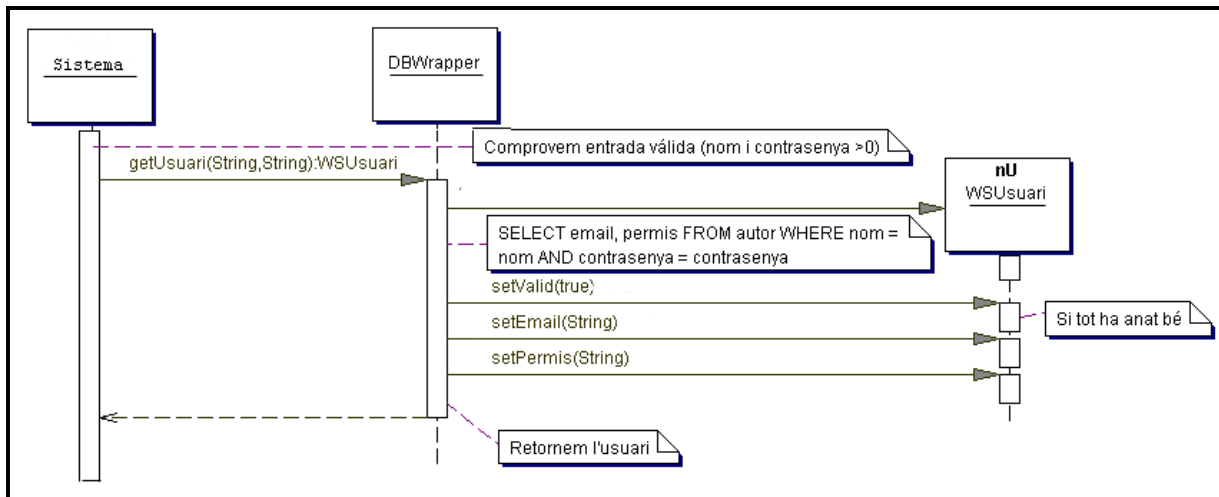 Sistema
DBWrapper
Comprovem entrada válida (nom i contrasenya >0)
getUsuari(String,String):WSUsuari
nU
WSUsuari
SELECT email, permis FROM autor WHERE nom =
nom AND contrasenya = contrasenya
setValid(true)
Si tot ha anat bé
setEmail(String)
setPermis(String)
Retornem l'usuari